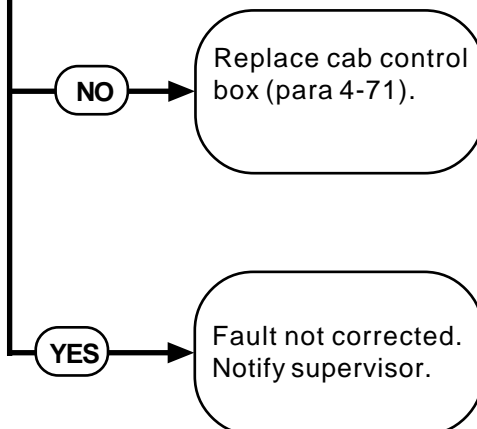 NO
Replace cab control
box (para 4-71).
YES
Fault not corrected.
Notify supervisor.